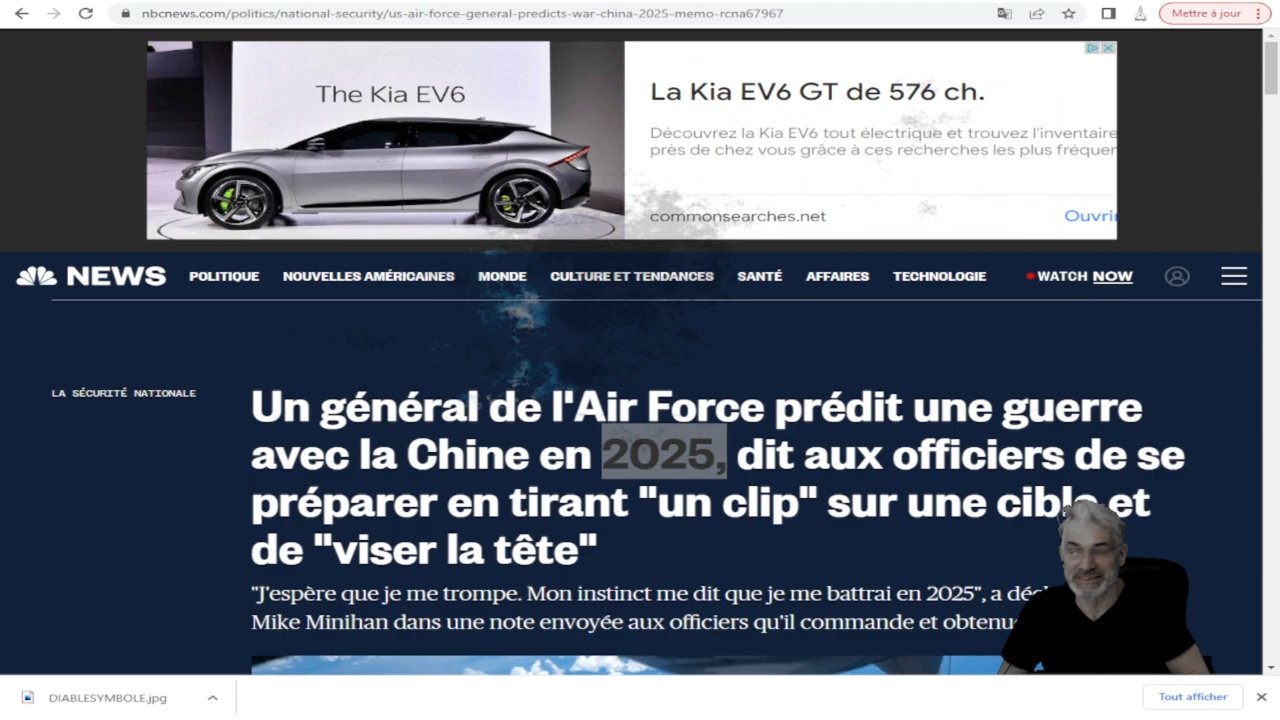 nbcnews.com/politics/national-security/us-air-force-general-predicts-war-china-2025-memo-rcna67967
Mettre à jour
The Kia EV6
La Kia EV6 GT de 576 ch.
Découvrez la Kia EV6 tout électrique et trouvez l'inventaire
près de chez vous grâce à ces recherches les plus fréquen
commonsearches.net
Ouvri
NEWS POLITIQUE NOUVELLES AMÉRICAINES MONDE CULTURE ET TENDANCES SANTÉ AFFAIRES TECHNOLOGIE WATCH NOW
LA SÉCURITÉ NATIONALE
Un général de l'Air Force prédit une guerre
avec la Chine en 2025, dit aux officiers de se
préparer en tirant "un clip" sur une cible et
de "viser la tête"
"J'espère que je me trompe. Mon instinct me dit que je me battrai en 2025", a
Mike Minihan dans une note envoyée aux officiers qu'il commande et
DIABLESYMBOLE.jpg
Tout afficher